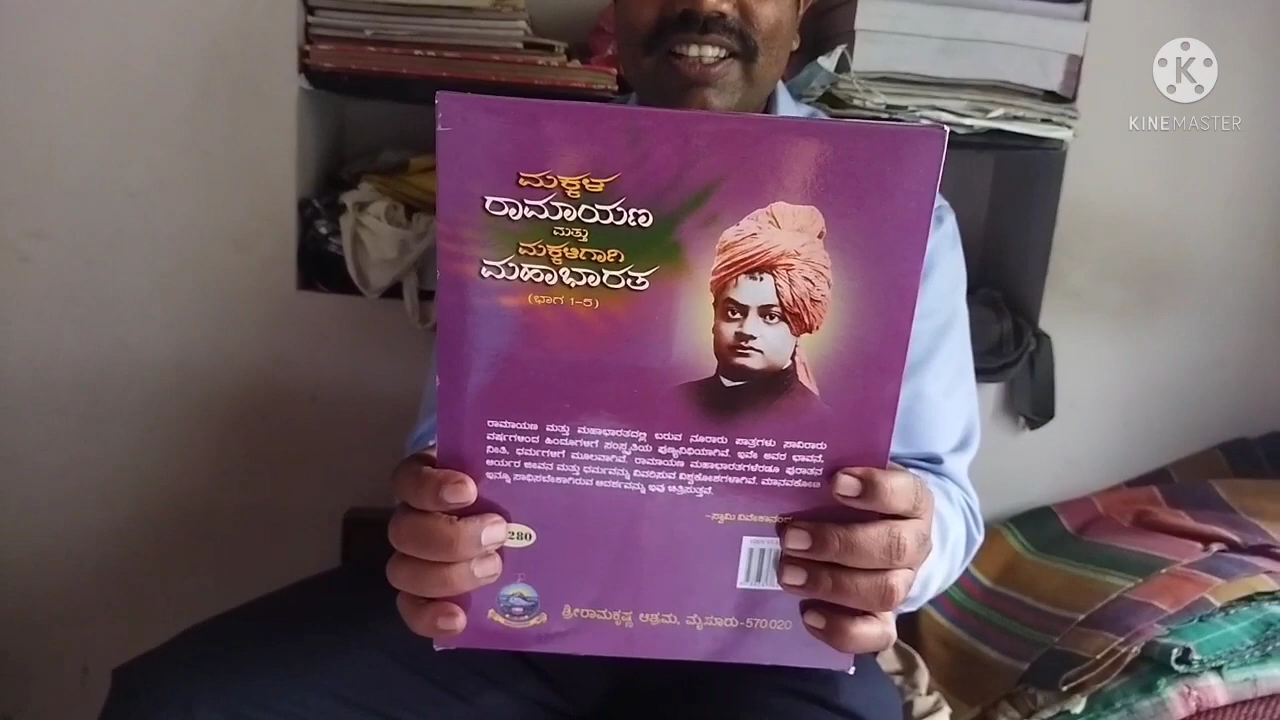 ಮಕ್ಕಳ
ರಾಮಾಯಣ
ಮತ್ತು
ಮಕ್ಕಳಿಗಾಗಿ
ಮಹಾಭಾರತ
(ಭಾಗ 1-5)
ರಾಮಾಯಣ ಮತ್ತು ಮಹಾಭಾರತದಲ್ಲಿ ಬರುವ ನೂರಾರು ಪಾತ್ರಗಳು ಸಾವಿರಾರು
ವರ್ಷಗಳಿಂದ ಹಿಂದೂಗಳಿಗೆ ಸಂಸ್ಕೃತಿಯ ಪುಣ್ಯನಿಧಿಯಾಗಿವೆ. ಇವೇ ಅವರ ಭಾವನೆ,
ನೀತಿ, ಧರ್ಮಗಳಿಗೆ ಮೂಲವಾಗಿವೆ. ರಾಮಾಯಣ ಮಹಾಭಾರತಗಳೆರಡೂ ಪುರಾತನ
ಆರ್ಯರ ಜೀವನ ಮತ್ತು ಧರ್ಮವನ್ನು ವಿವರಿಸುವ ವಿಶ್ವಕೋಶಗಳಾಗಿವೆ. ಮಾನವಕೋಟಿ
ಇನ್ನೂ ಸಾಧಿಸಬೇಕಾಗಿರುವ ಆದರ್ಶವನ್ನು ಇವು ಚಿತ್ರಿಸುತ್ತವೆ.
-ಸ್ವಾಮಿ ವಿವೇಕಾನಂದ
280
ಶ್ರೀರಾಮಕೃಷ್ಣ ಆಶ್ರಮ, ಮೈಸೂರು-570 020
K
KINEMASTER